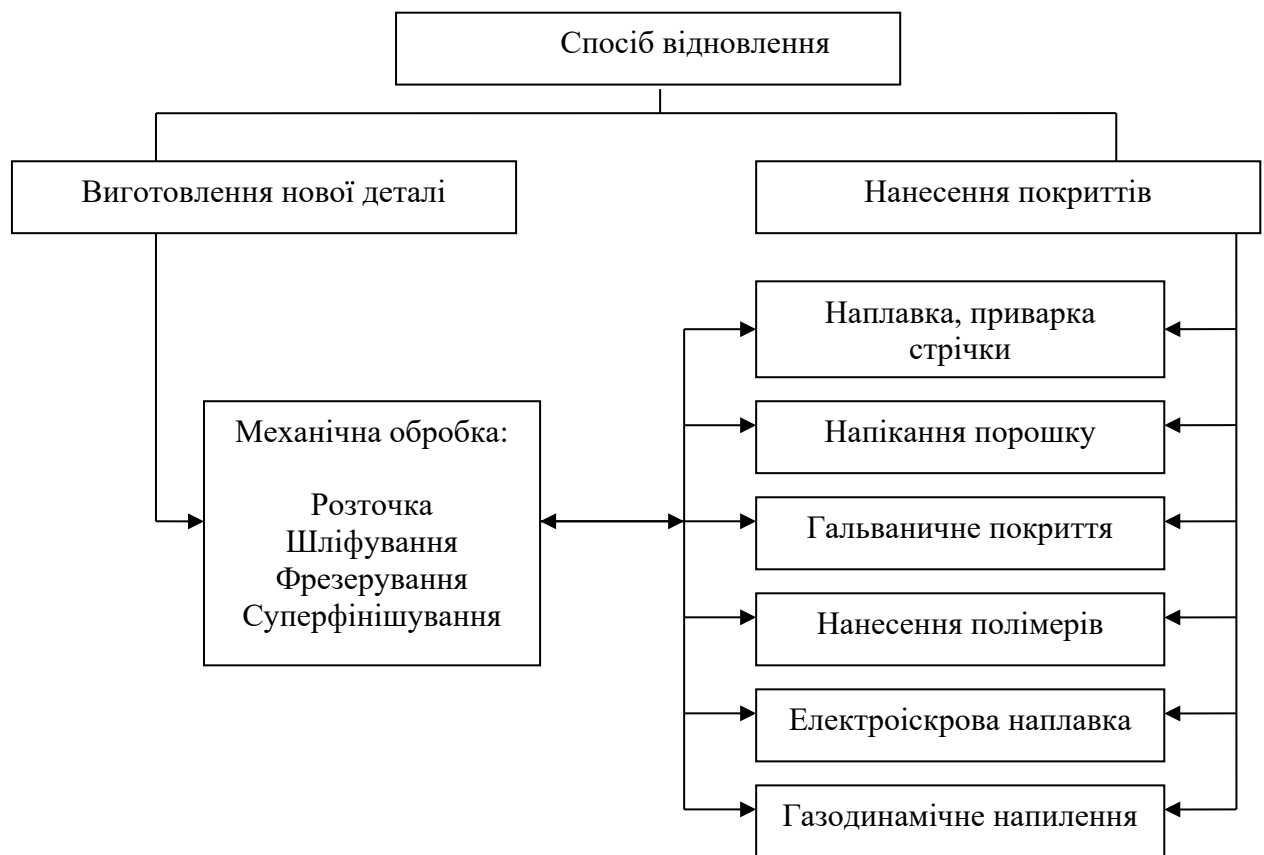 Спосіб відновлення
Виготовлення нової деталі
Нанесення покриттів
Наплавка, приварка
стрічки
Механічна обробка:
Розточка
Шліфування
Фрезерування
Суперфінішування
Напікання порошку
Гальваничне покриття
Нанесення полімерів
Електроіскрова наплавка
Газодинамічне напилення